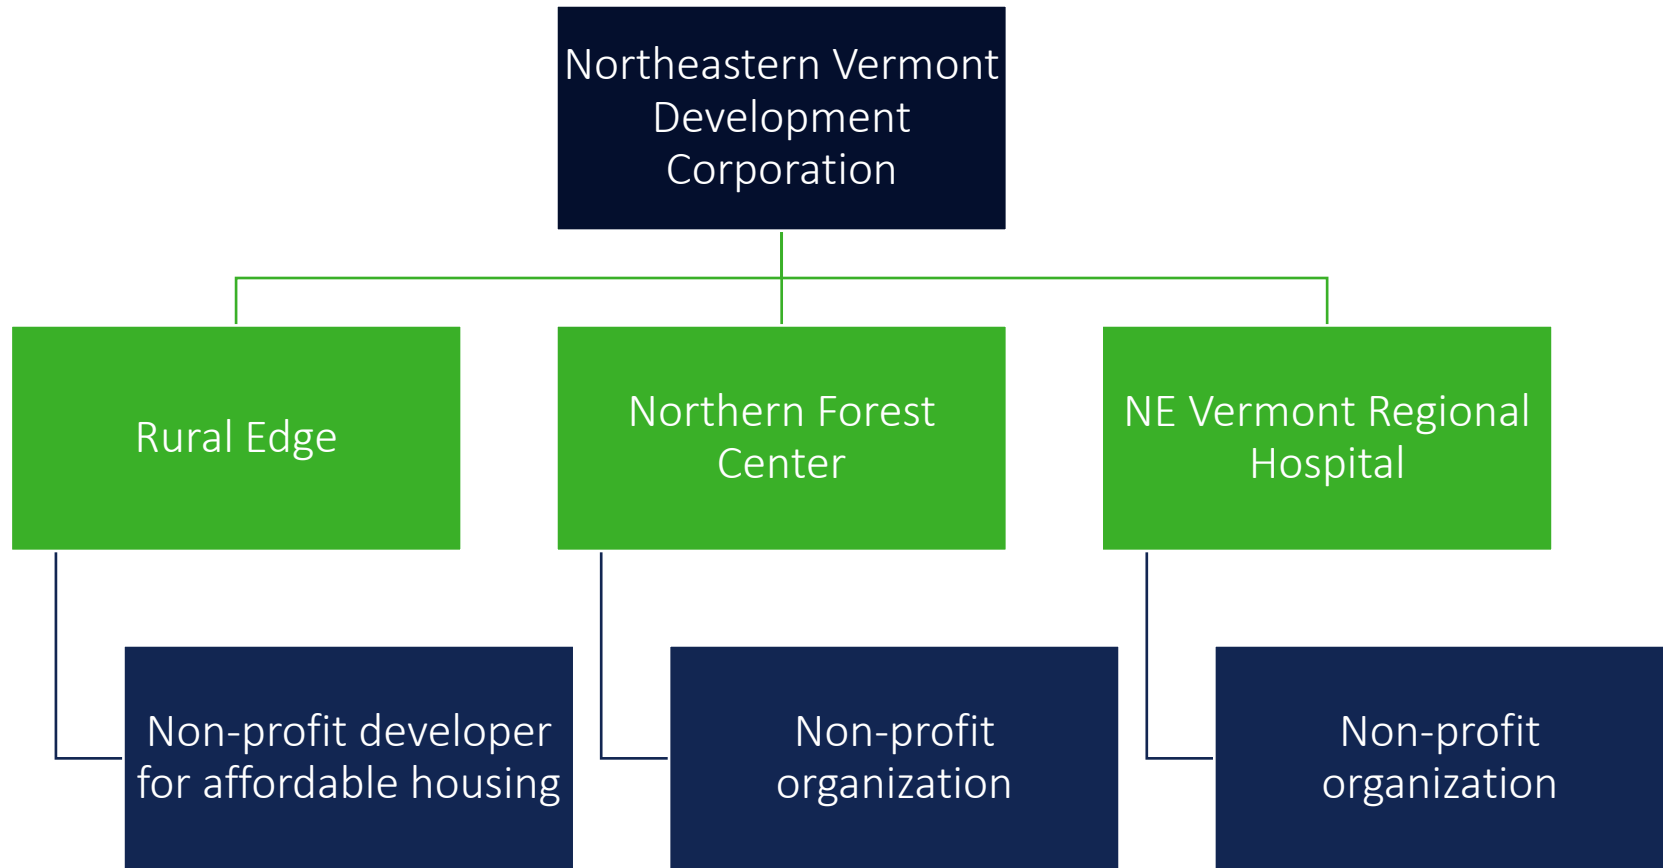 Northeastern Vermont
Development
Corporation
Rural Edge
Northern Forest
Center
NE Vermont Regional
Hospital
Non-profit developer
for affordable housing
Non-profit
organization
Non-profit
organization